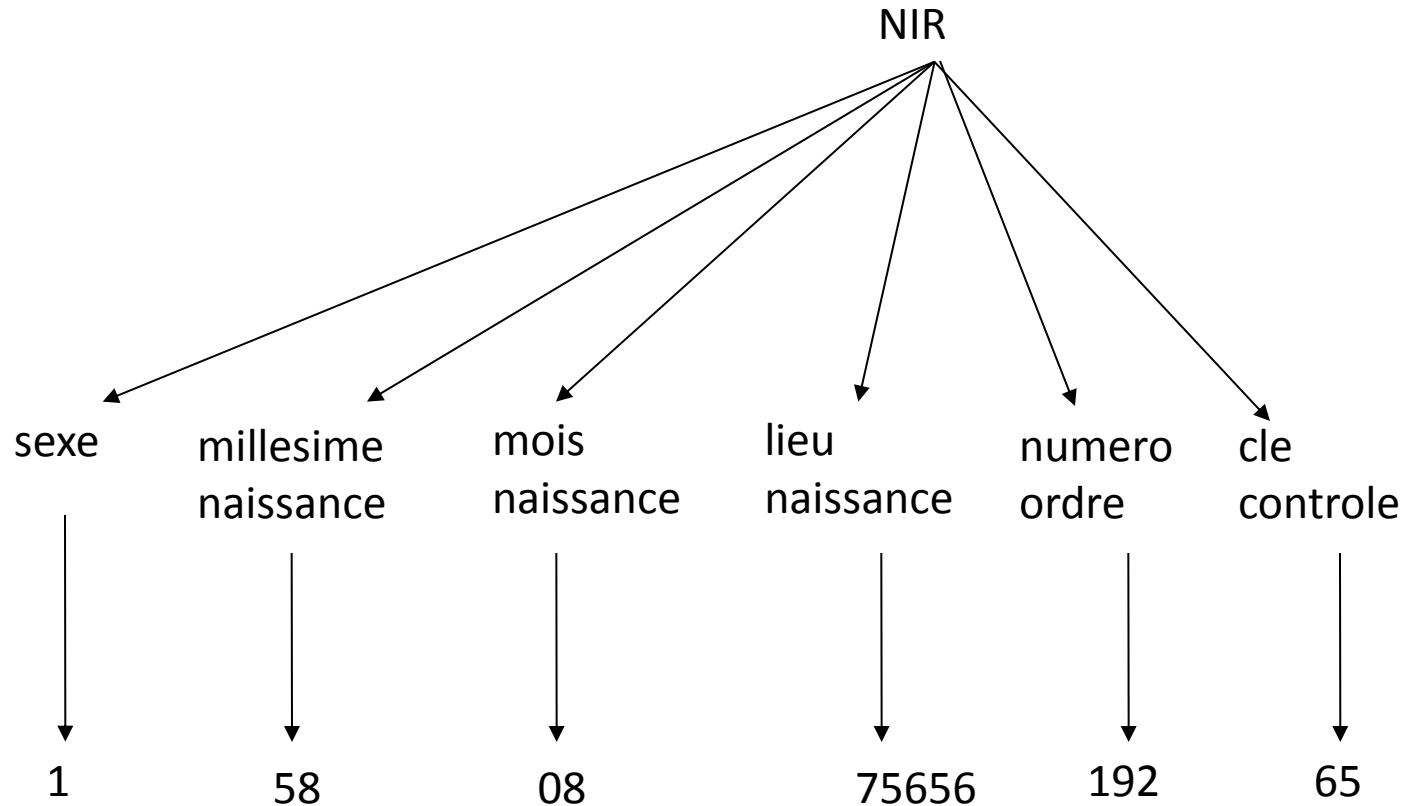 NIR
sexe
millesime
naissance
mois
naissance
lieu
naissance
numero
ordre
cle
controle
1
58
08
75656
192
65